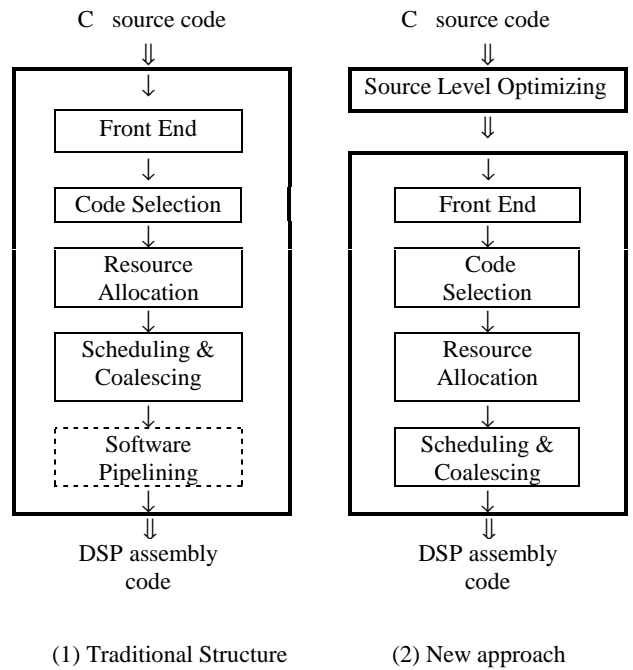 C source code
Front End
Code Selection
Resource
Allocation
Scheduling &
Coalescing
Software
Pipelining
DSP assembly
code
(1) Traditional Structure
C source code
Source Level Optimizing
Front End
Code
Selection
Resource
Allocation
Scheduling &
Coalescing
DSP assembly
code
(2) New approach